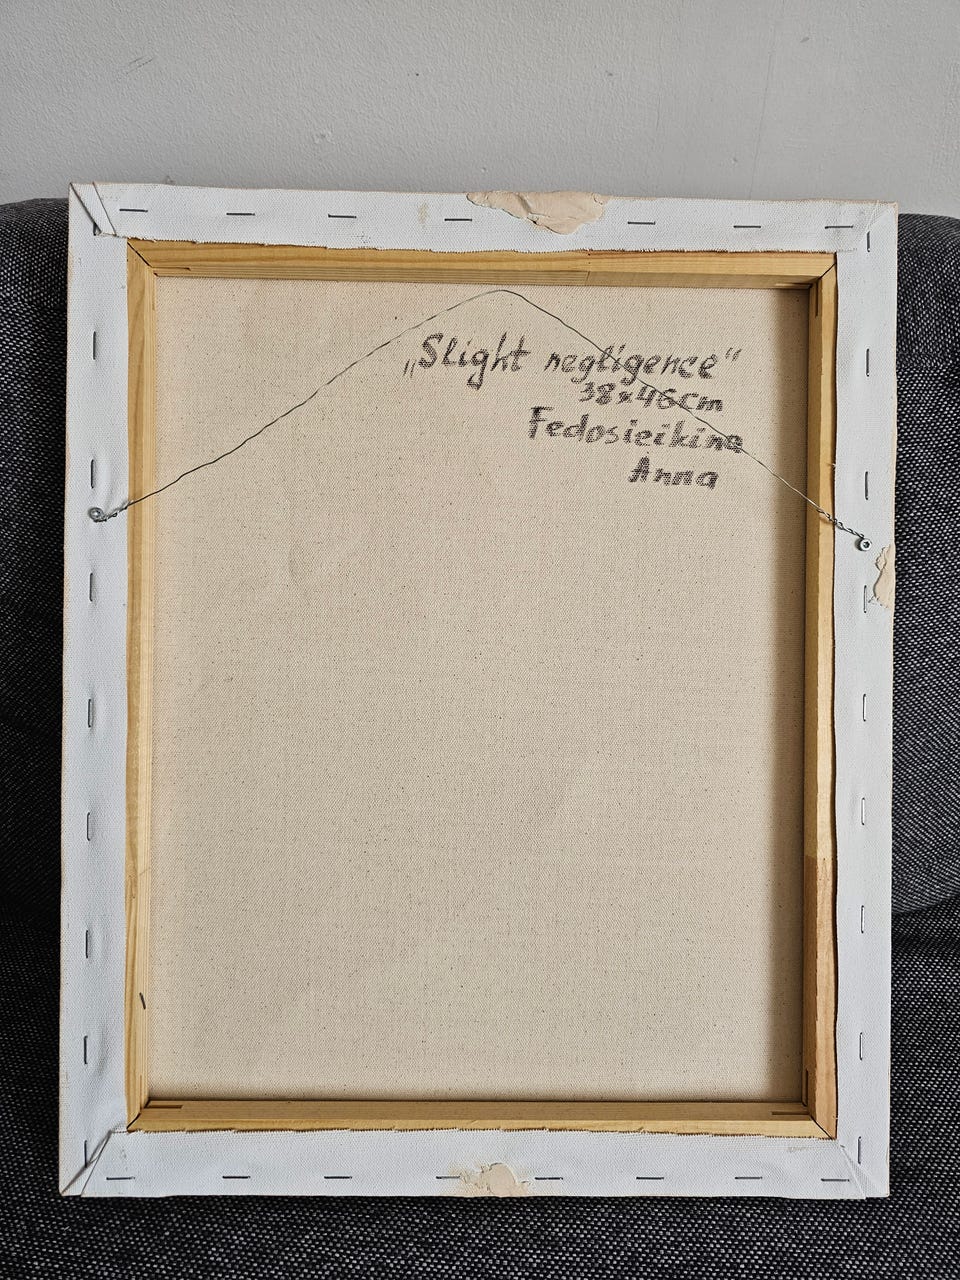 „Slight negligence“
38x46cm
Fedosieikina
Anna